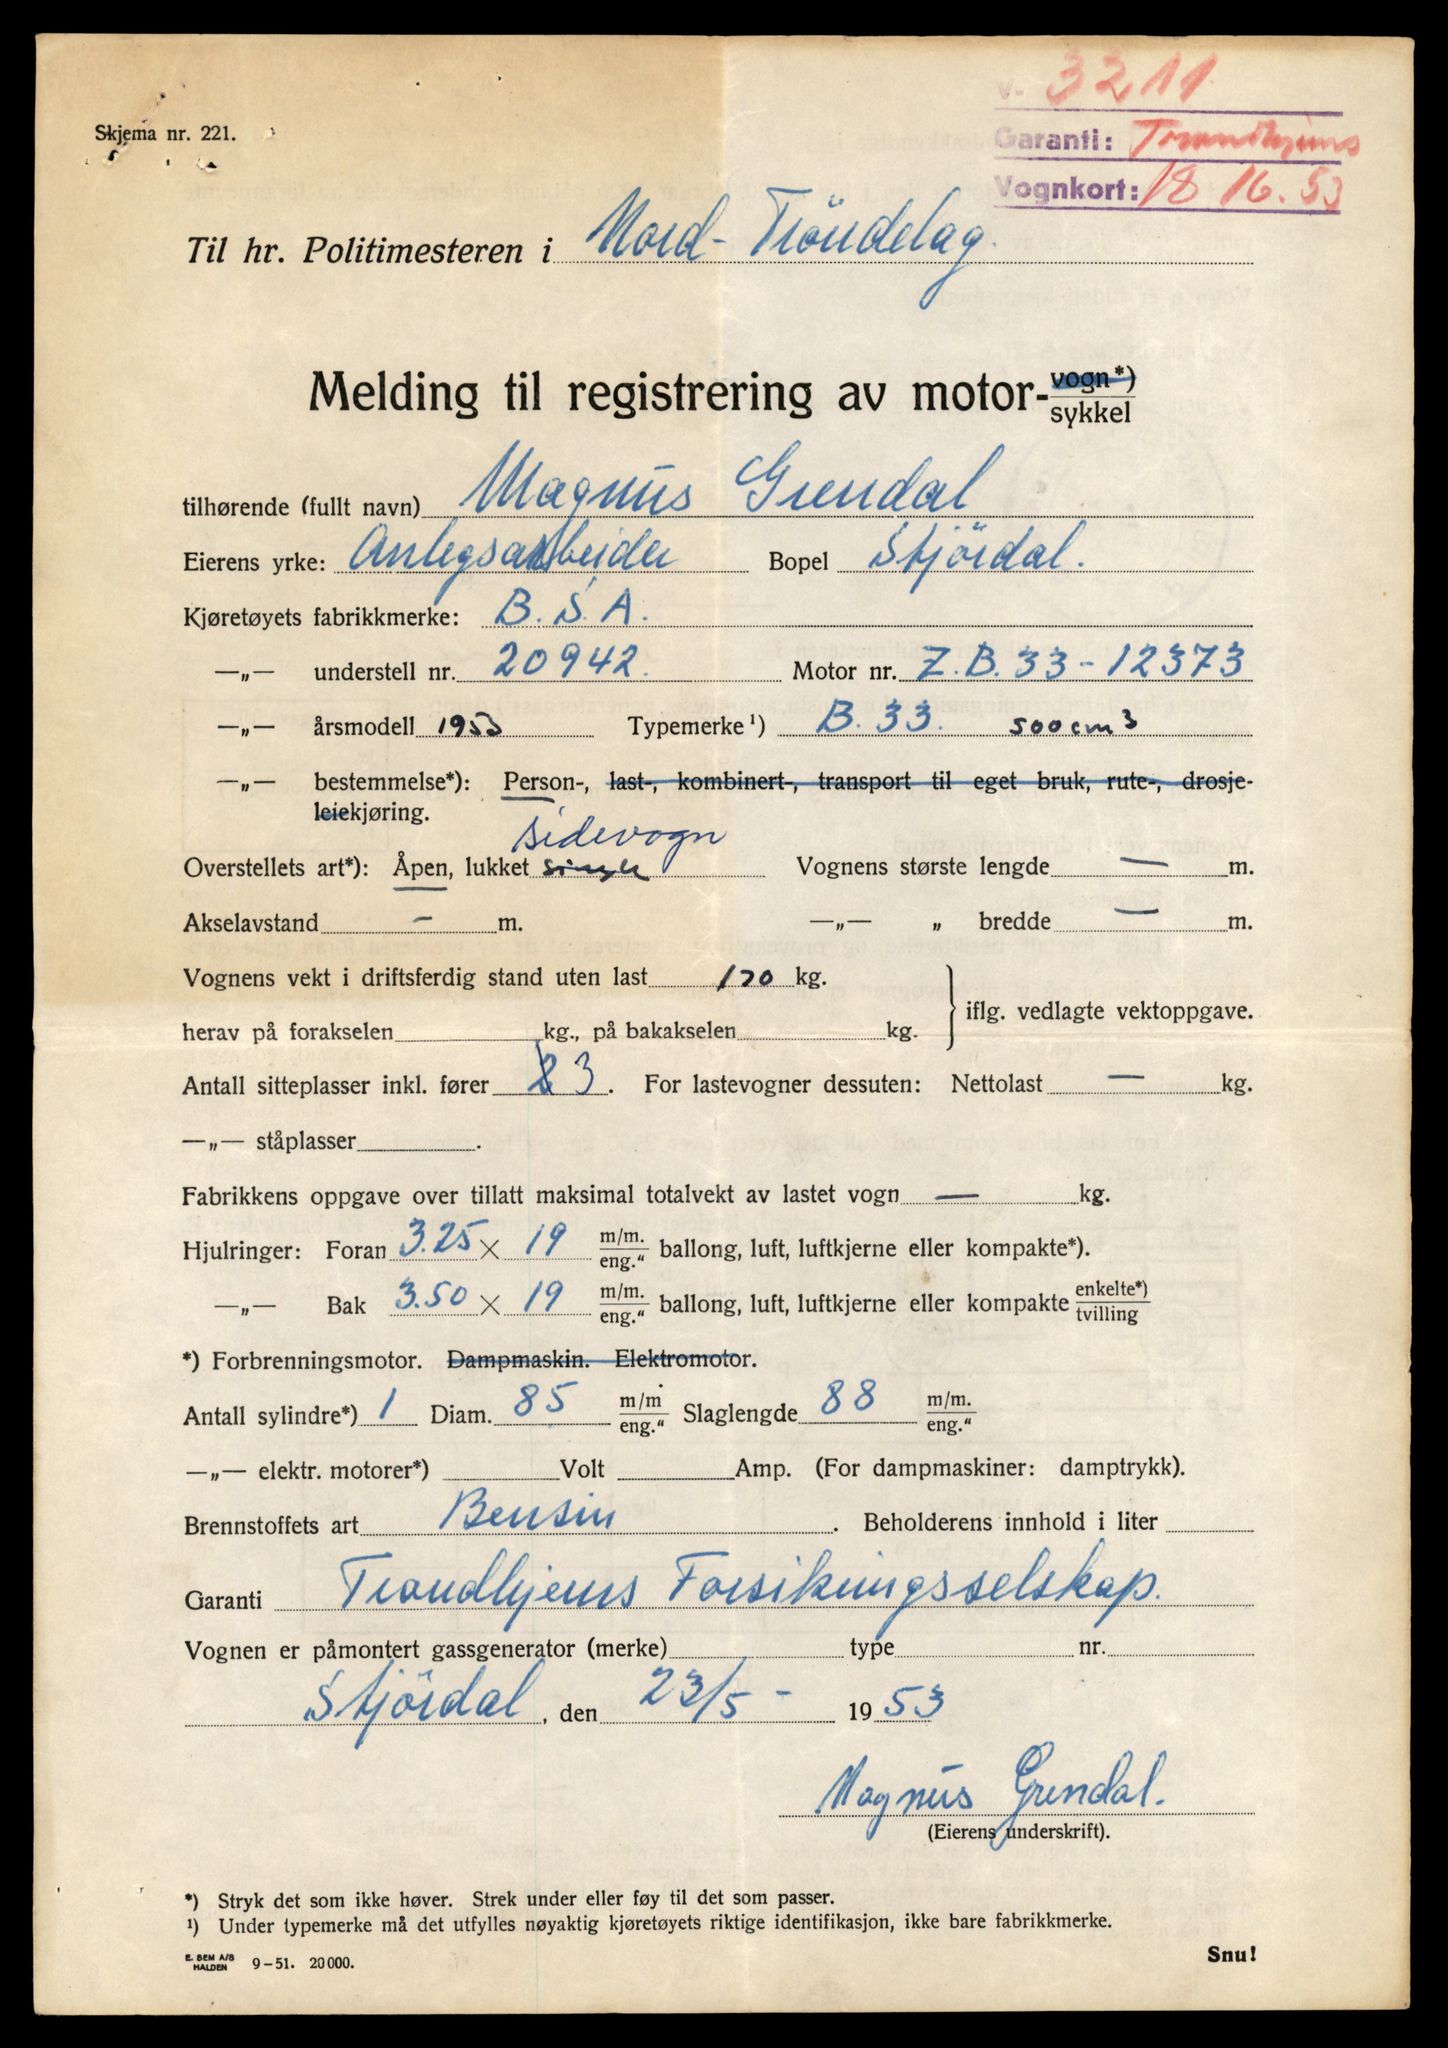 V- 3211
Skjema nr. 221.
Garanti: Trondhjems
Vognkort: 18/6.53
Til hr. Politimesteren i Nord-Tröndelag.
Melding til registrering av motor-vogn*)
sykkel
tilhørende (fullt navn) Magnus Grendal
Eierens yrke: Anlegsarbeider Bopel Stjördal.
Kjøretøyets fabrikkmerke: B.S.A.
—„— understell nr. 20942. Motor nr. Z.B.33-12373
—„— årsmodell 1953 Typemerke¹) B.33. 500cm3
—„— bestemmelse*): Person-, last-, kombinert-, transport til eget bruk, rute-, drosje-
leiekjøring.
sidevogn
Overstellets art*): Åpen, lukket single Vognens største lengde — m.
Akselavstand - m. —„— „ bredde — m.
Vognens vekt i driftsferdig stand uten last 170 kg.
herav på forakselen kg., på bakakselen kg. iflg. vedlagte vektoppgave.
Antall sitteplasser inkl. fører 2 3. For lastevogner dessuten: Nettolast — kg.
—„— ståplasser .
Fabrikkens oppgave over tillatt maksimal totalvekt av lastet vogn — kg.
Hjulringer: Foran 3.25 × 19 m/m. eng.“ ballong, luft, luftkjerne eller kompakte*).
—„— Bak 3.50 × 19 m/m. eng.“ ballong, luft, luftkjerne eller kompakte enkelte*) tvilling
*) Forbrenningsmotor. Dampmaskin. Elektromotor.
Antall sylindre*) 1 Diam. 85 m/m eng.“ Slaglengde 88 m/m. eng.“
—„— elektr. motorer*) Volt Amp. (For dampmaskiner: damptrykk).
Brennstoffets art Bensin . Beholderens innhold i liter
Garanti Trondhjems Forsikringsselskap.
Vognen er påmontert gassgenerator (merke) type nr.
Stjördal, den 23/5 - 1953
Magnus Grendal.
(Eierens underskrift).
*) Stryk det som ikke høver. Strek under eller føy til det som passer.
¹) Under typemerke må det utfylles nøyaktig kjøretøyets riktige identifikasjon, ikke bare fabrikkmerke.
E. SEM A/S
HALDEN 9-51. 20000.
Snu!